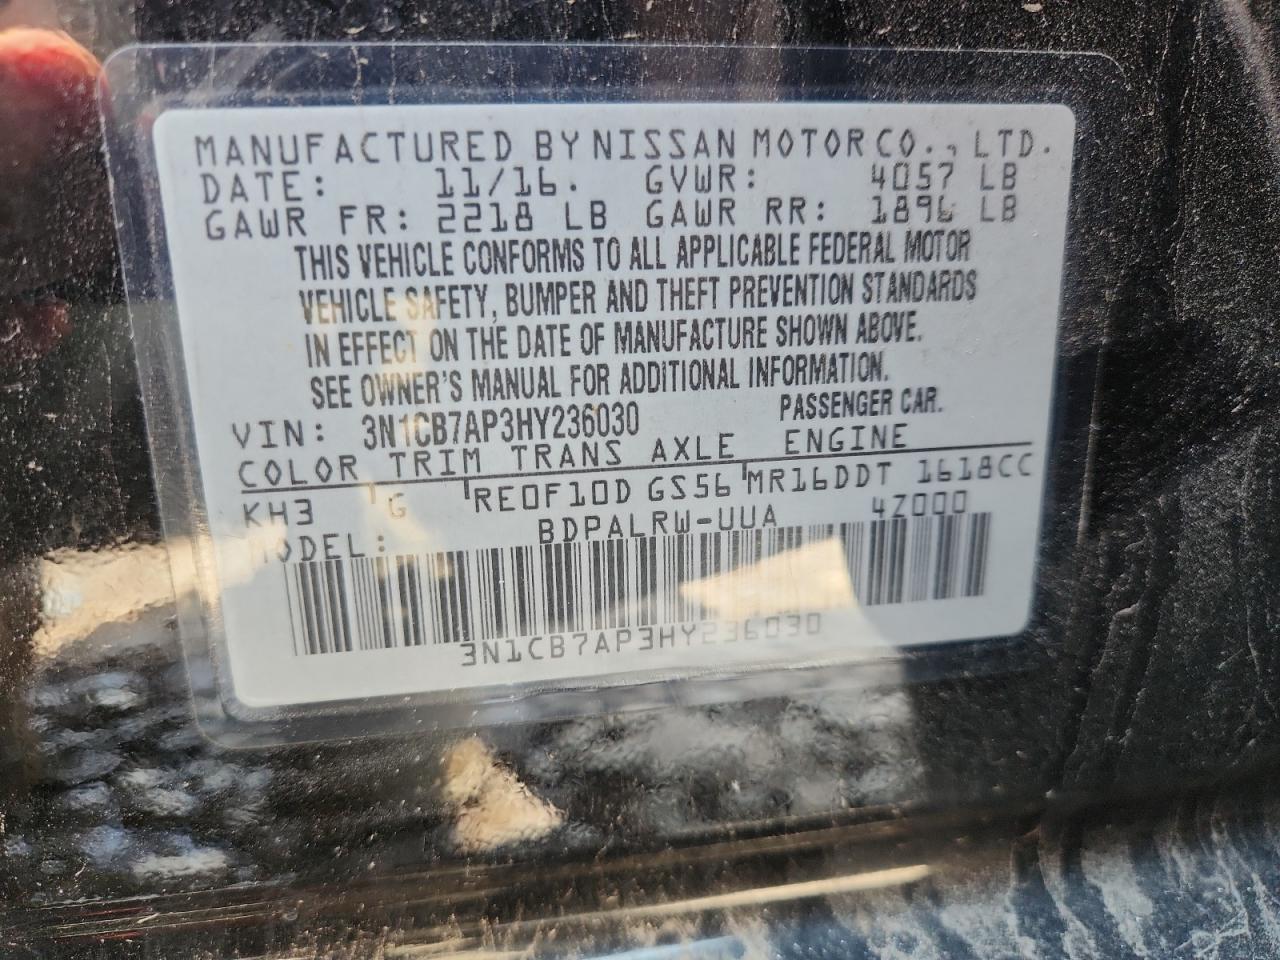 MANUFACTURED BY NISSAN MOTOR CO., LTD.
DATE: 11/16. GVWR: 4057 LB
GAWR FR: 2218 LB GAWR RR: 1896 LB
THIS VEHICLE CONFORMS TO ALL APPLICABLE FEDERAL MOTOR
VEHICLE SAFETY, BUMPER AND THEFT PREVENTION STANDARDS
IN EFFECT ON THE DATE OF MANUFACTURE SHOWN ABOVE.
SEE OWNER'S MANUAL FOR ADDITIONAL INFORMATION.
VIN: 3N1CB7AP3HY236030 PASSENGER CAR.
COLOR TRIM TRANS AXLE ENGINE
KH3 G RE0F10D GS56 MR16DDT 1618CC
MODEL: BDPALRW-UUA 4Z000
3N1CB7AP3HY236030